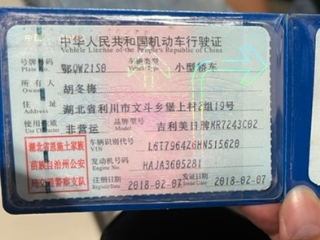 中华人民共和国机动车行驶证
Vehicle License of the People's Republic of China
号牌号码 鄂QW2150 车辆类型 小型轿车
Plate No. Vehicle Type
所有人 胡冬梅
Owner
住址 湖北省利川市文斗乡堡上村2组19号
Address
使用性质 非营运 品牌型号 吉利美日牌MR7243C02
Use Character Model
湖北省恩施土家族
苗族自治州公安
局交通警察支队
车辆识别代号 L6T7964Z6HN515620
VIN
发动机号码 HAJA3605281
Engine No.
注册日期 2018-02-07 发证日期 2018-02-07
Register Date Issue Date